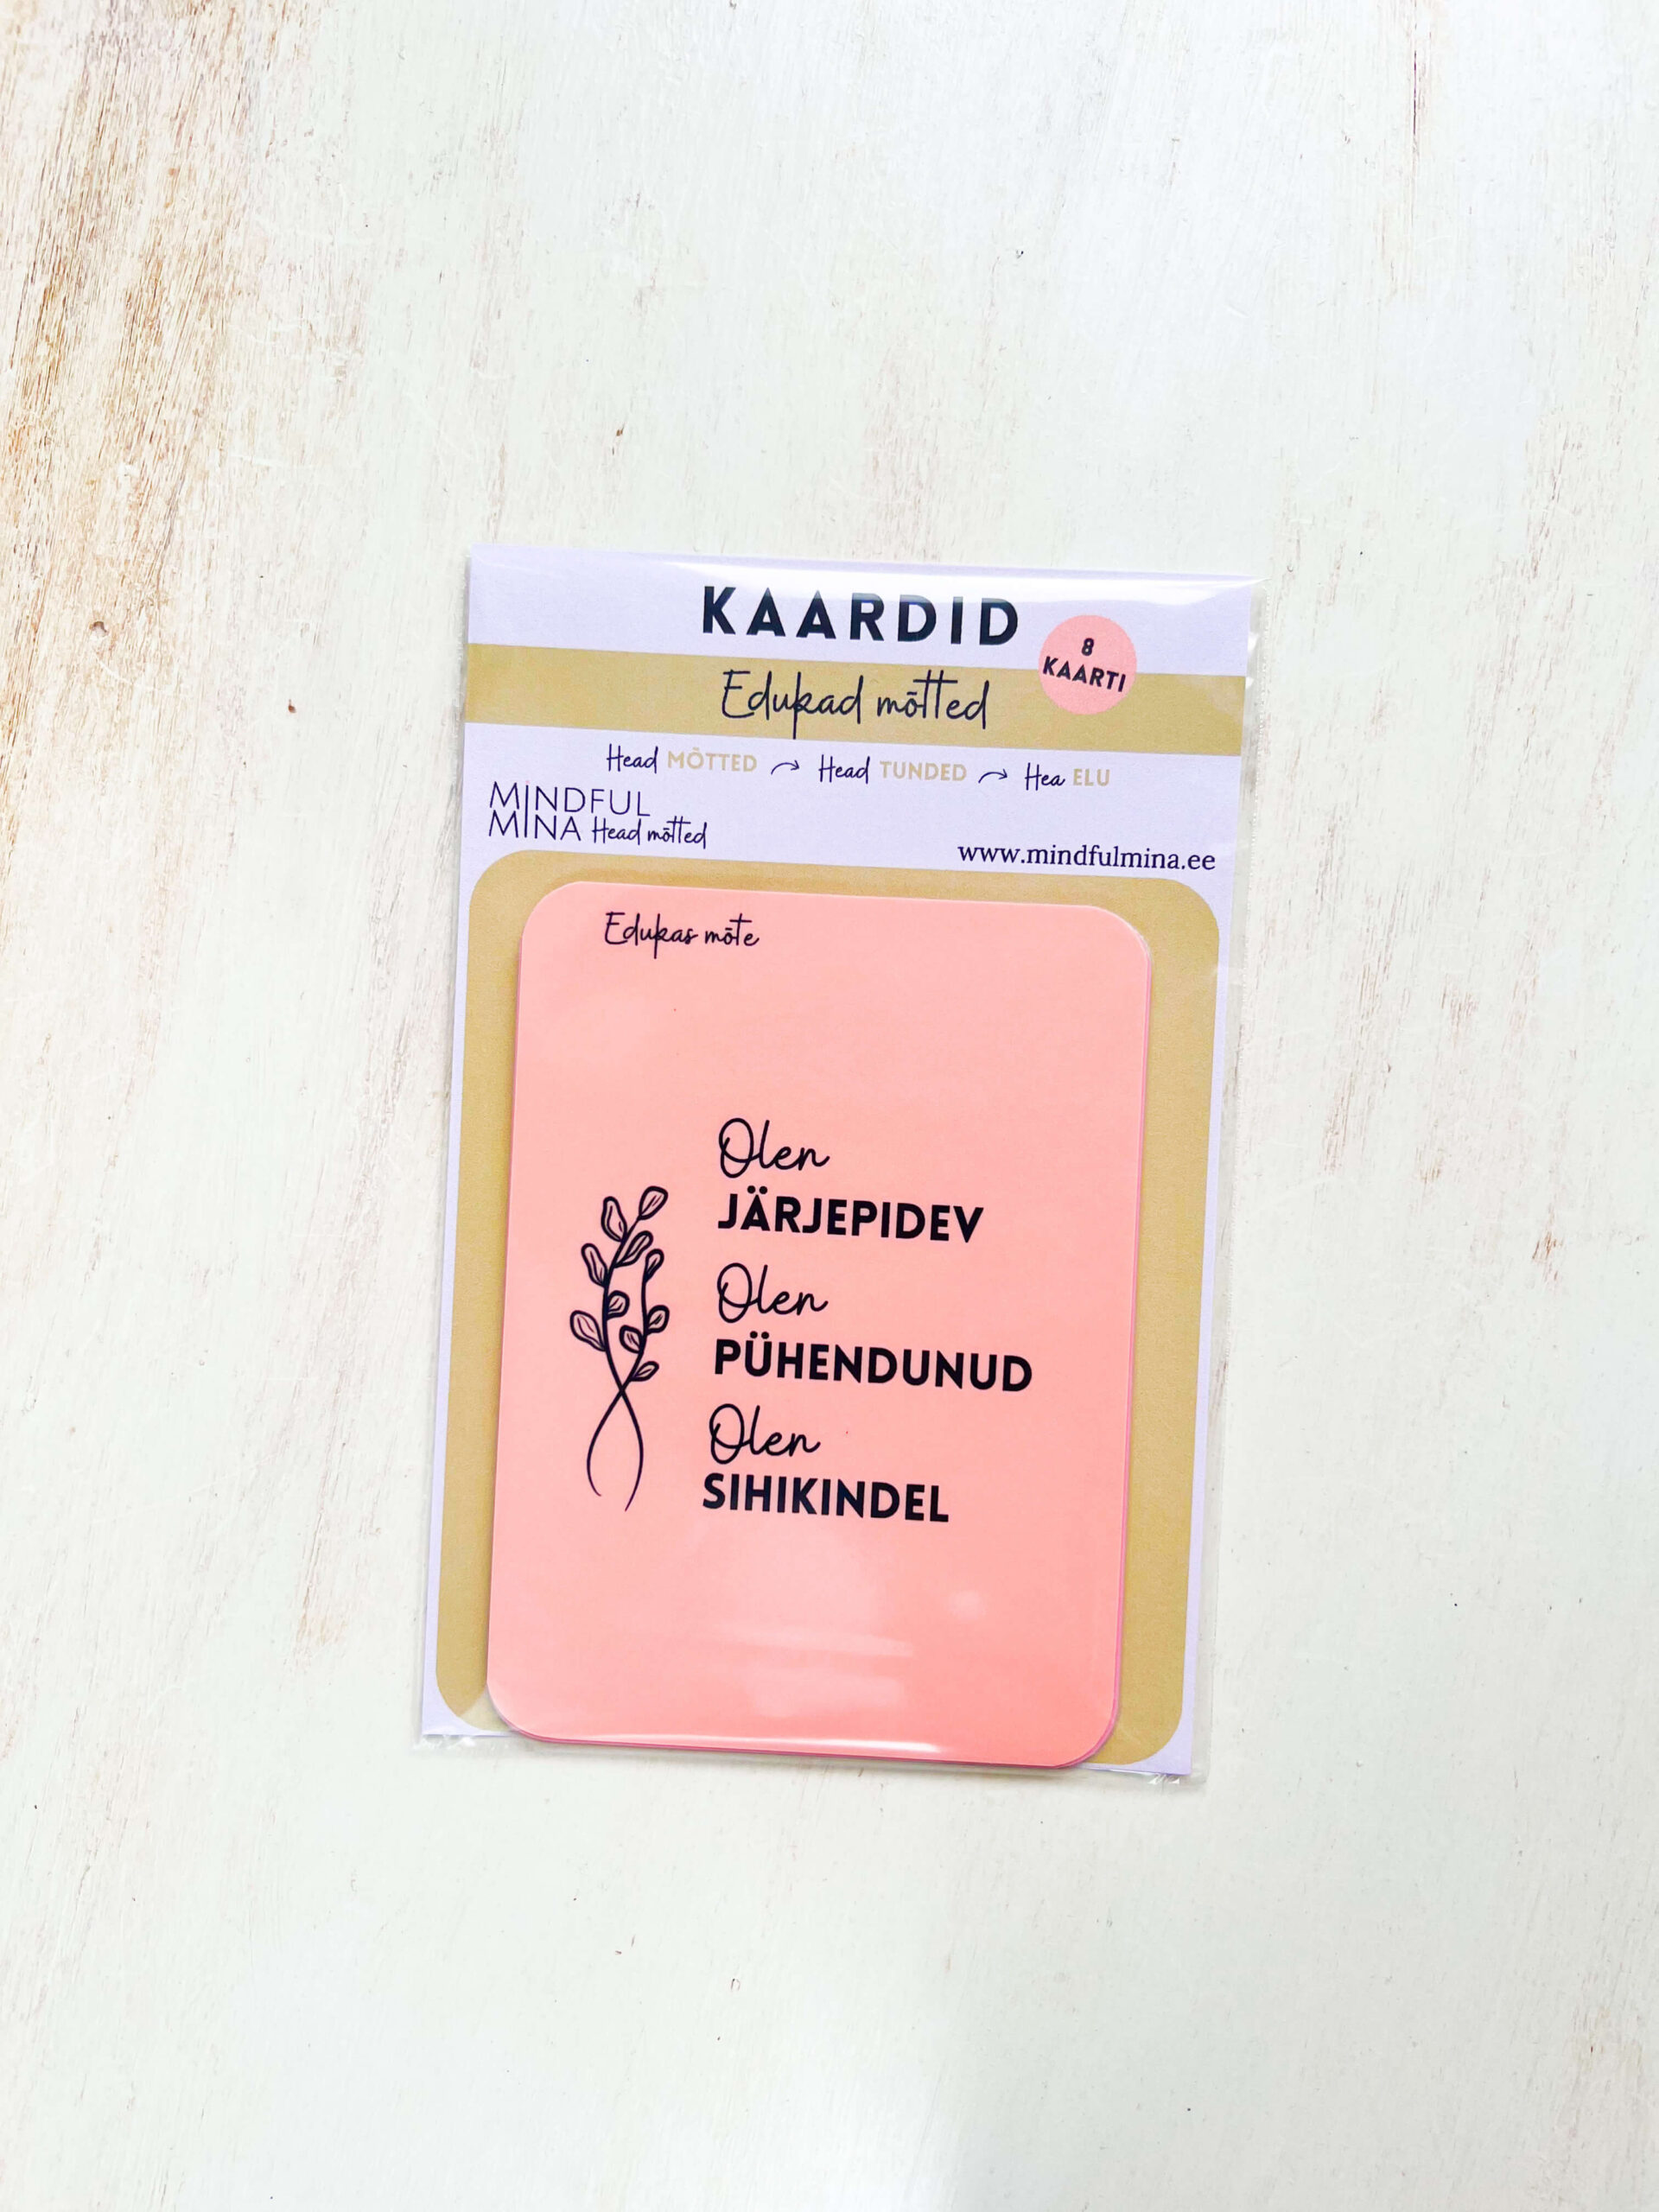 KAARDID
8
KAARTI
Edukad mõtted
Head MÕTTED Head TUNDED Hea ELU
MINDFUL
MINA Head mõtted
www.mindfulmina.ee
Edukas mõte
Olen
JÄRJEPIDEV
Olen
PÜHENDUNUD
Olen
SIHIKINDEL